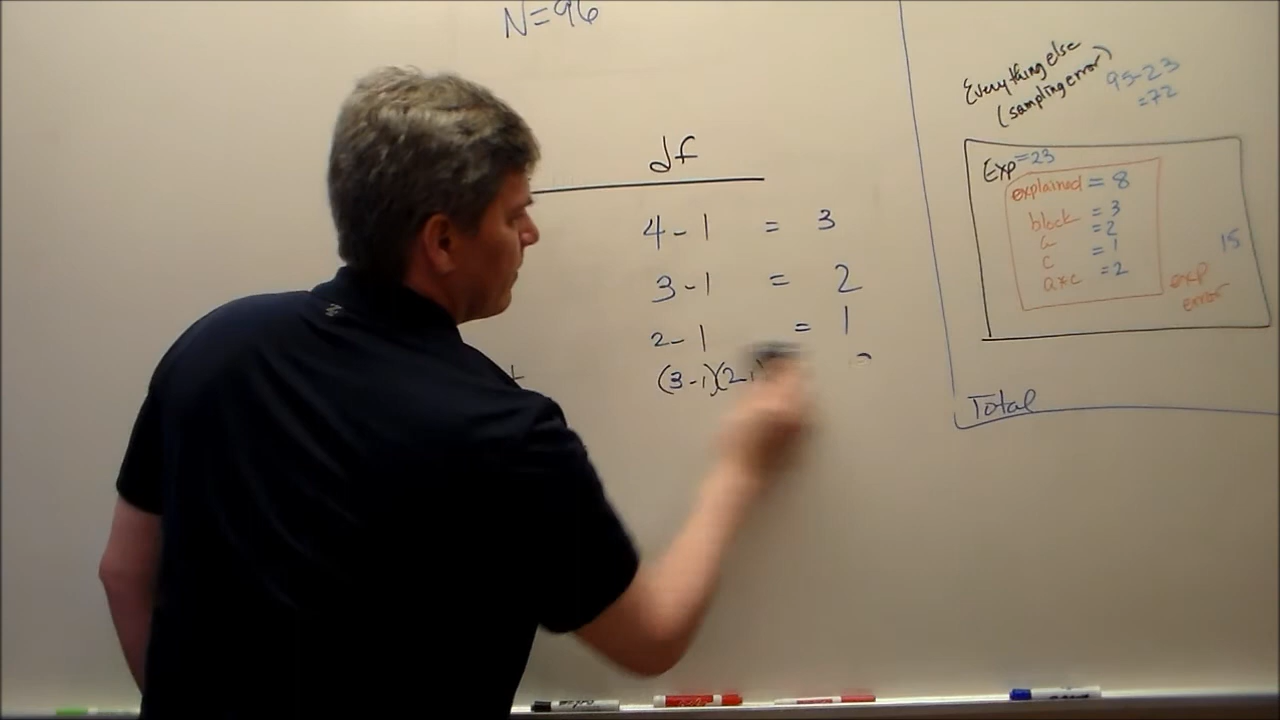 N=96
df
4-1 = 3
3-1 = 2
2-1 = 1
(3-1)(2-1)
Everything else
(sampling error)
95-23
=72
Exp=23
explained = 8
block = 3
a = 2
c = 1
axc = 2
15
exp
error
Total